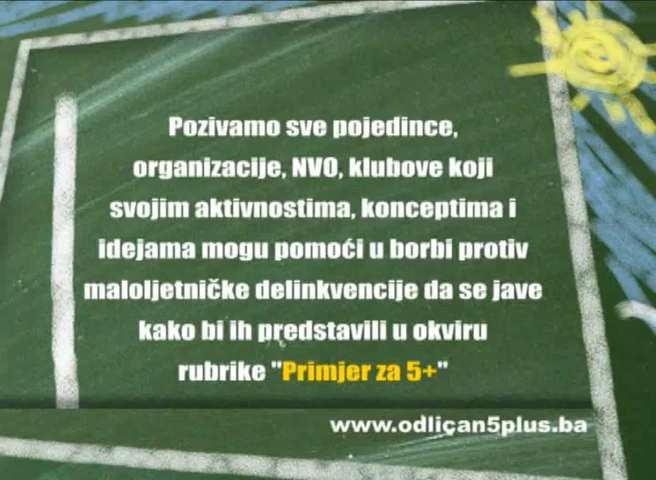 Pozivamo sve pojedince,
organizacije, NVO, klubove koji
svojim aktivnostima, konceptima i
idejama mogu pomoći u borbi protiv
maloljetničke delinkvencije da se jave
kako bi ih predstavili u okviru
rubrike "Primjer za 5+"
www.odliçan5plus.ba